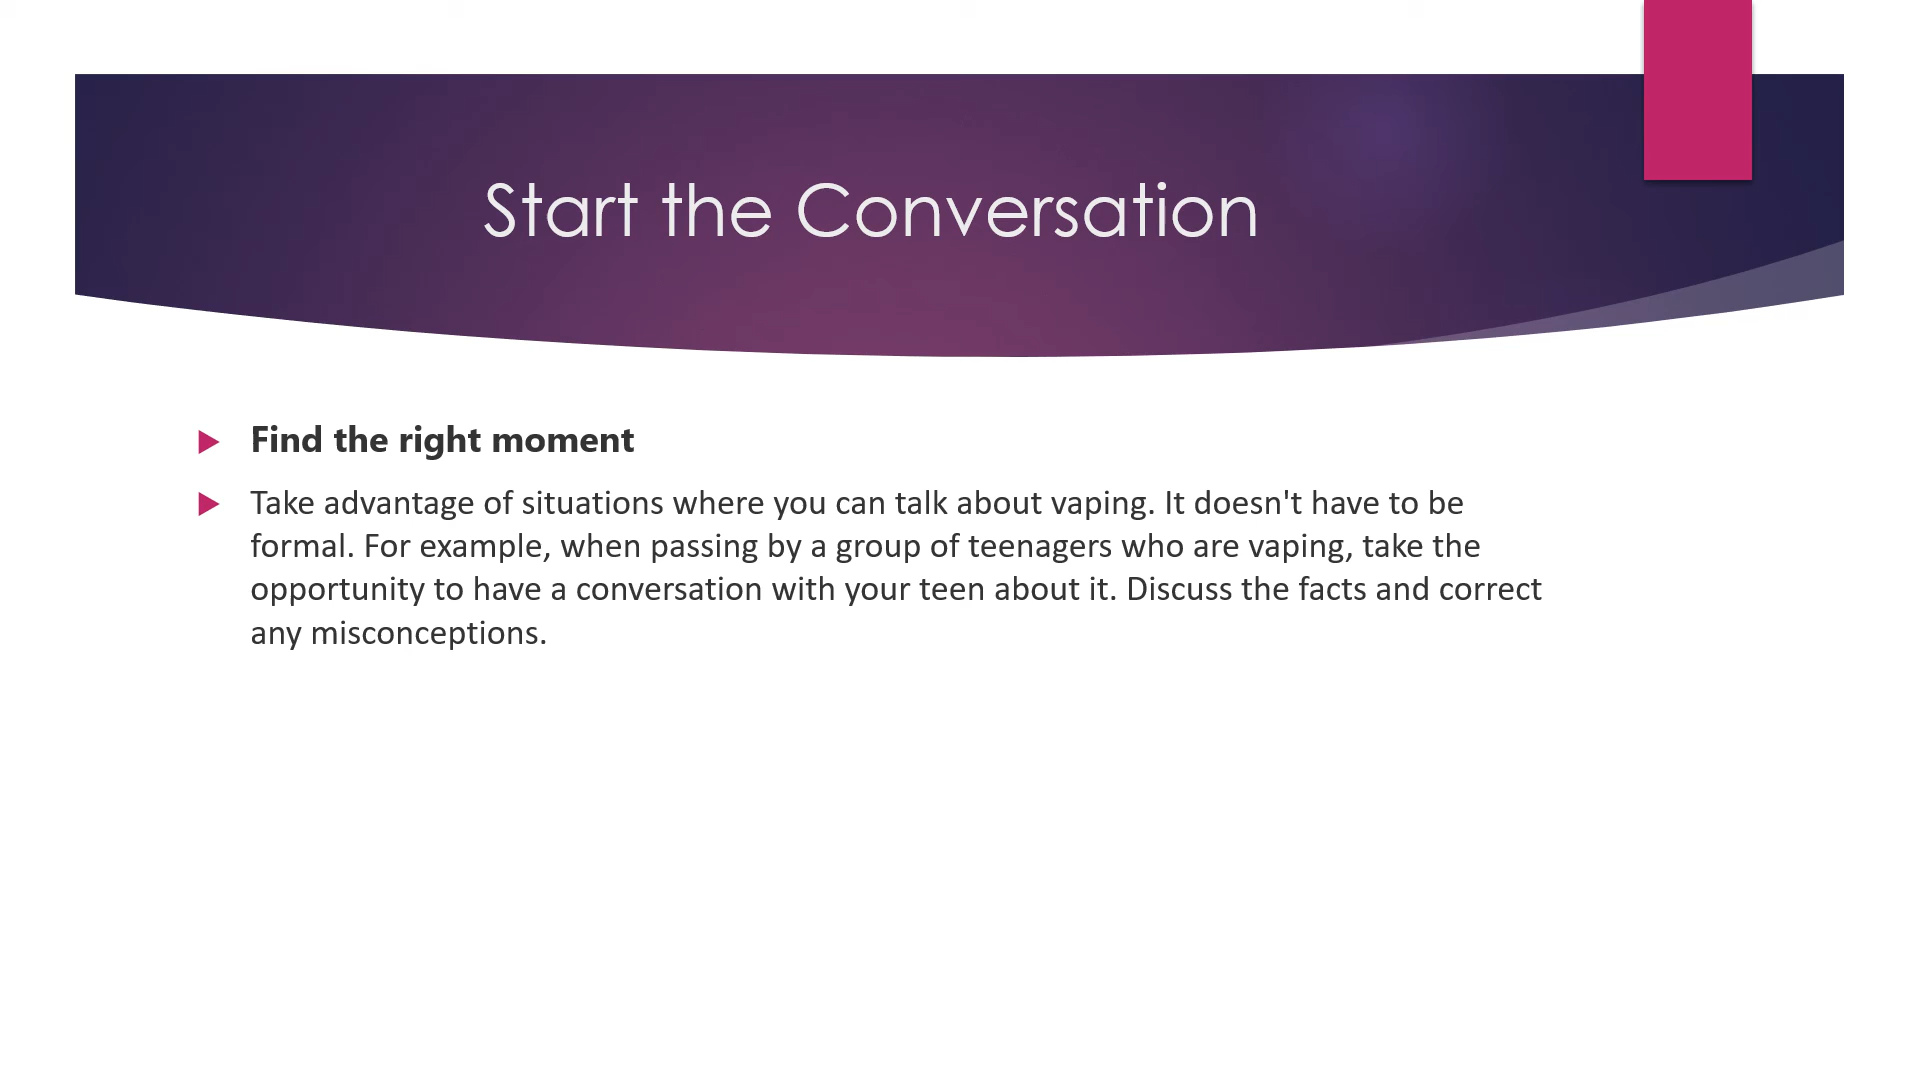 Start the Conversation
Find the right moment
Take advantage of situations where you can talk about vaping. It doesn't have to be
formal. For example, when passing by a group of teenagers who are vaping, take the
opportunity to have a conversation with your teen about it. Discuss the facts and correct
any misconceptions.